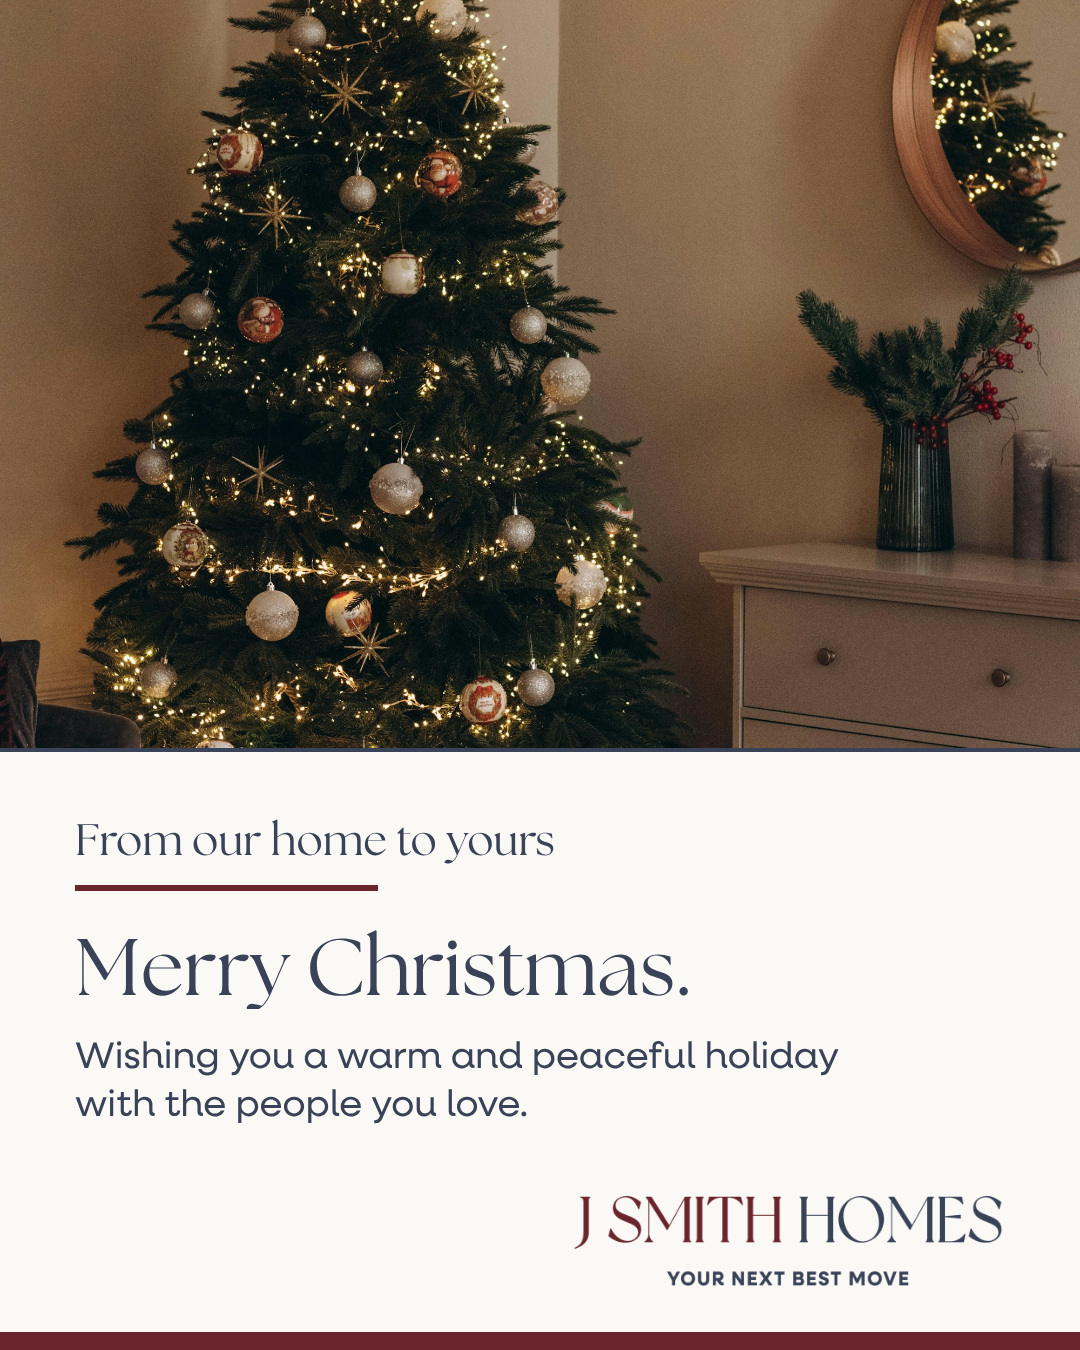 From our home to yours
Merry Christmas.
Wishing you a warm and peaceful holiday
with the people you love.
J SMITH HOMES
YOUR NEXT BEST MOVE